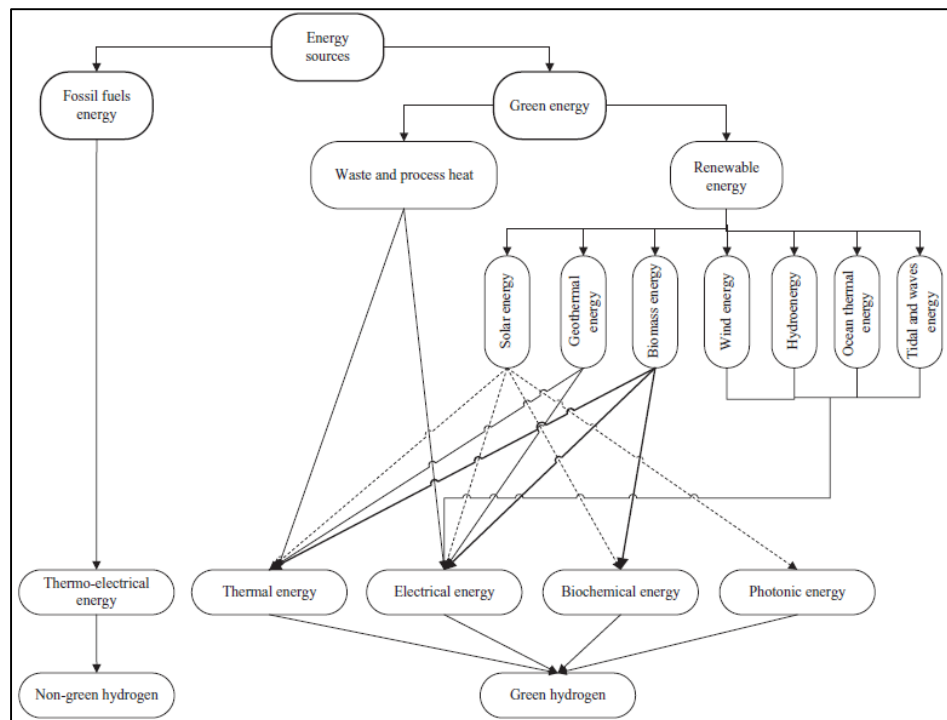 Energy
sources
Fossil fuels
energy
Green energy
Waste and process heat
Renewable
energy
Solar energy
Geothermal
energy
Biomass energy
Wind energy
Hydroenergy
Ocean thermal
energy
Tidal and waves
energy
Thermo-electrical
energy
Thermal energy
Electrical energy
Biochemical energy
Photonic energy
Non-green hydrogen
Green hydrogen